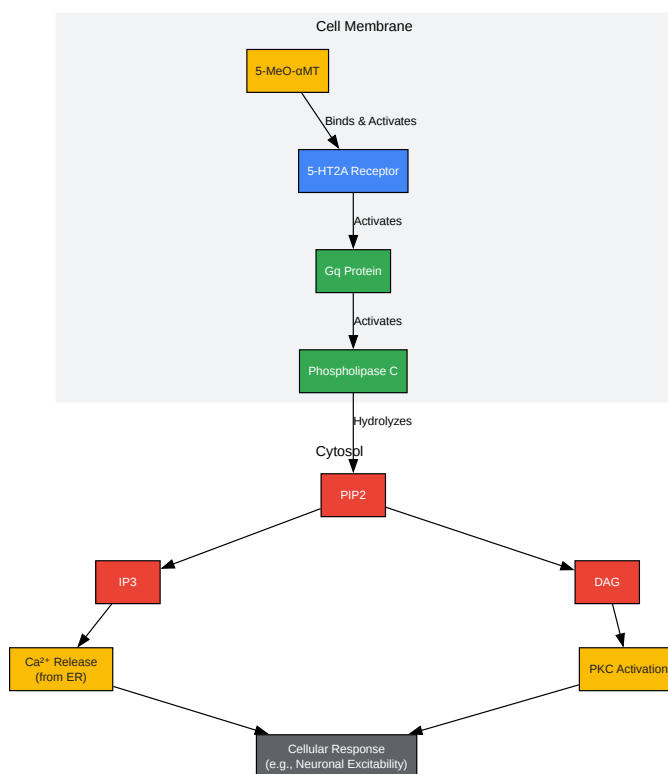 Cell Membrane
5-MeO-αMT
Binds & Activates
5-HT2A Receptor
Activates
Gq Protein
Activates
Phospholipase C
Hydrolyzes
Cytosol
PIP2
IP3
DAG
Ca²⁺ Release
(from ER)
PKC Activation
Cellular Response
(e.g., Neuronal Excitability)